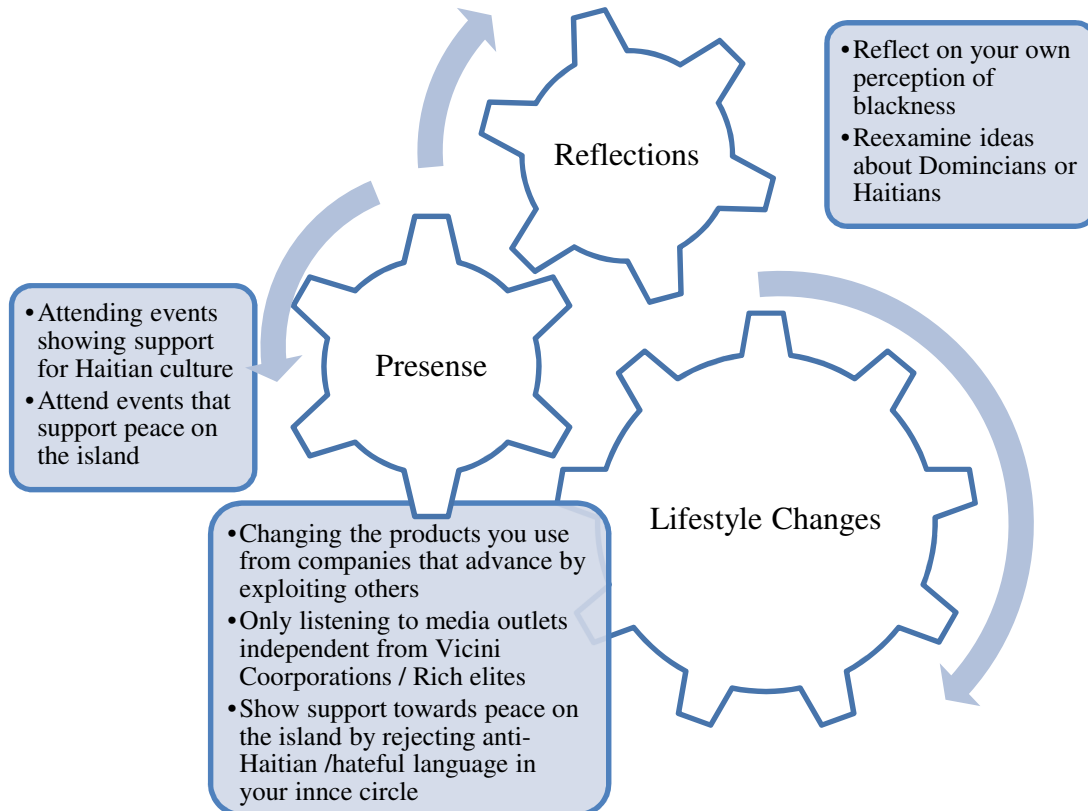 Reflections
•Reflect on your own
perception of
blackness
•Reexamine ideas
about Domincians or
Haitians
Presense
•Attending events
showing support
for Haitian culture
•Attend events that
support peace on
the island
Lifestyle Changes
•Changing the products you use
from companies that advance by
exploiting others
•Only listening to media outlets
independent from Vicini
Coorporations / Rich elites
•Show support towards peace on
the island by rejecting anti-
Haitian /hateful language in
your innce circle